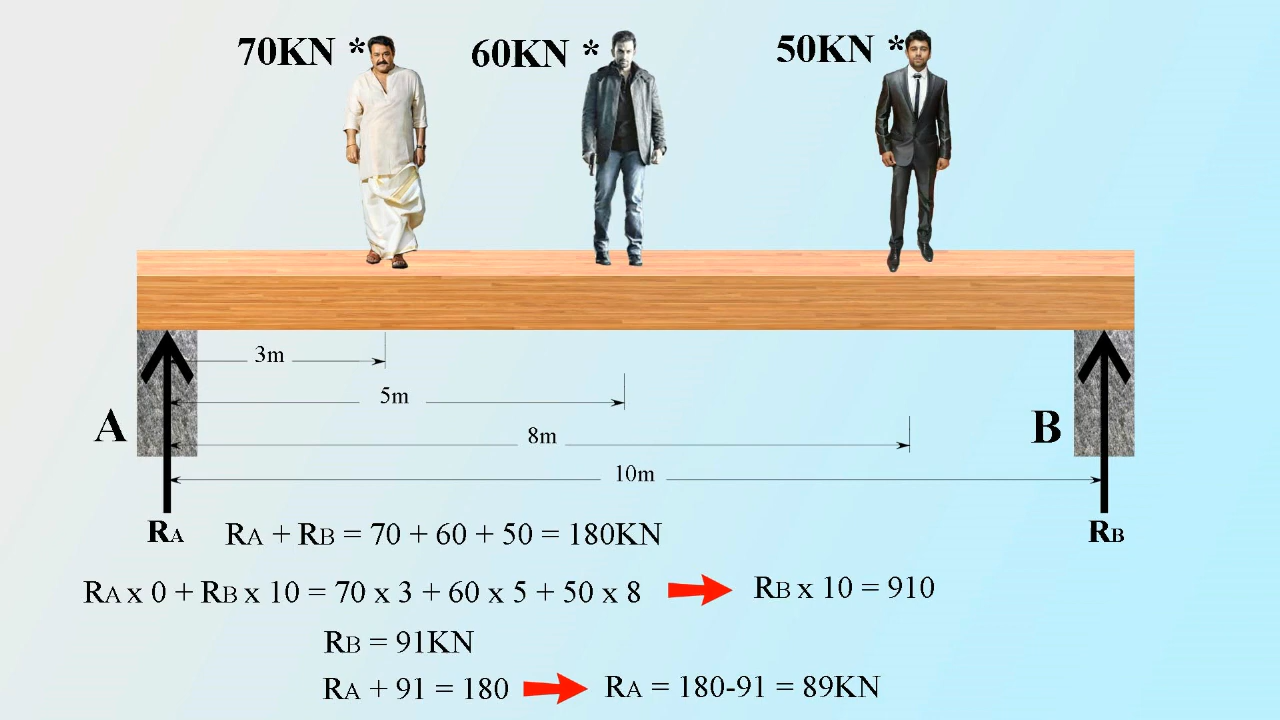 70KN * 60KN * 50KN *
3m
5m
A B
8m
10m
RA RB
RA + RB = 70 + 60 + 50 = 180KN
RA x 0 + RB x 10 = 70 x 3 + 60 x 5 + 50 x 8 RB x 10 = 910
RB = 91KN
RA + 91 = 180 RA = 180-91 = 89KN